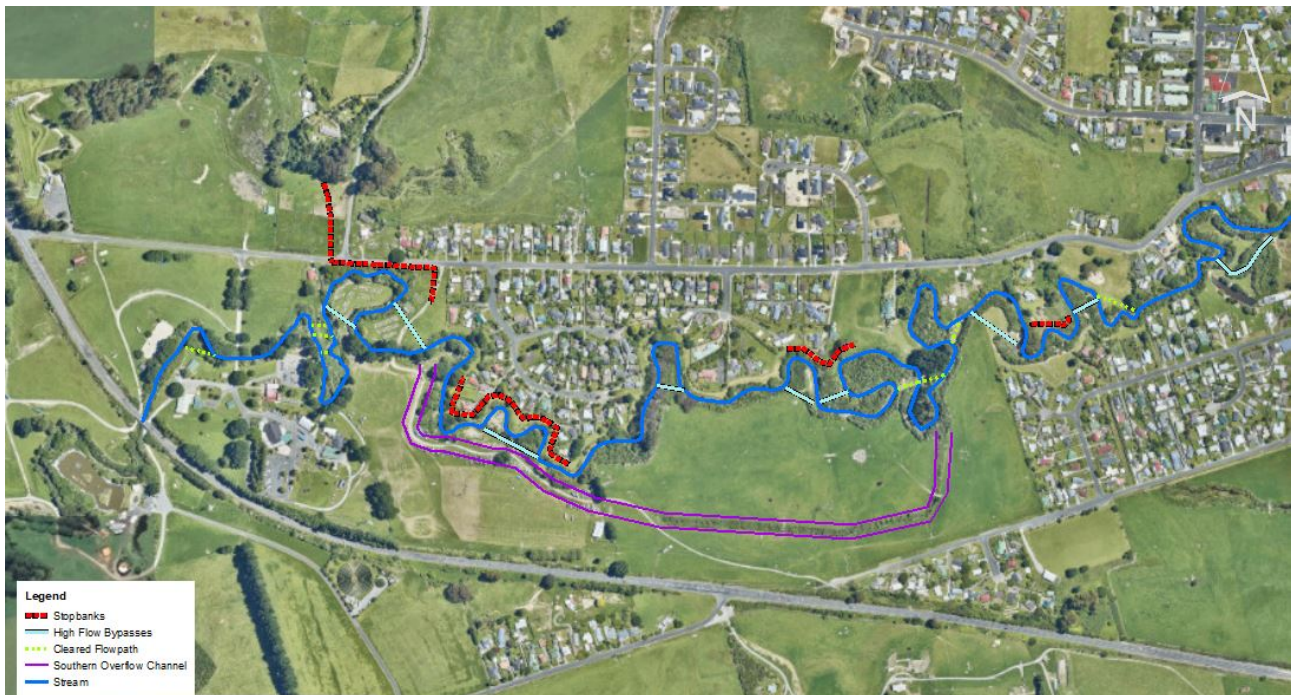 N
Legend
Stopbanks
High Flow Bypasses
Cleared Flowpath
Southern Overflow Channel
Stream